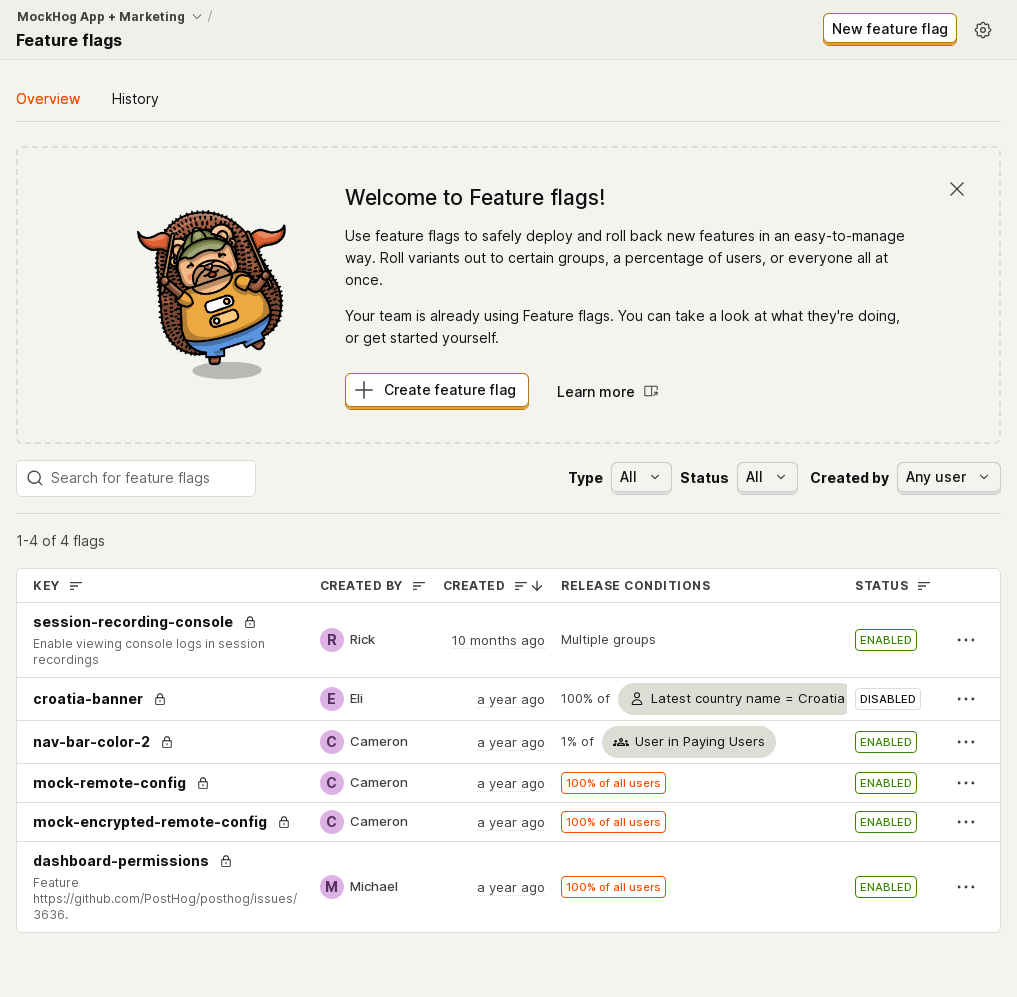 MockHog App + Marketing /
Feature flags
New feature flag
Overview History
Welcome to Feature flags!
Use feature flags to safely deploy and roll back new features in an easy-to-manage
way. Roll variants out to certain groups, a percentage of users, or everyone all at
once.
Your team is already using Feature flags. You can take a look at what they're doing,
or get started yourself.
Create feature flag Learn more
Search for feature flags Type All Status All Created by Any user
1-4 of 4 flags
KEY CREATED BY CREATED RELEASE CONDITIONS STATUS
session-recording-console
Enable viewing console logs in session
recordings
R Rick 10 months ago Multiple groups ENABLED
croatia-banner E Eli a year ago 100% of Latest country name = Croatia DISABLED
nav-bar-color-2 C Cameron a year ago 1% of User in Paying Users ENABLED
mock-remote-config C Cameron a year ago 100% of all users ENABLED
mock-encrypted-remote-config C Cameron a year ago 100% of all users ENABLED
dashboard-permissions
Feature
https://github.com/PostHog/posthog/issues/
3636.
M Michael a year ago 100% of all users ENABLED